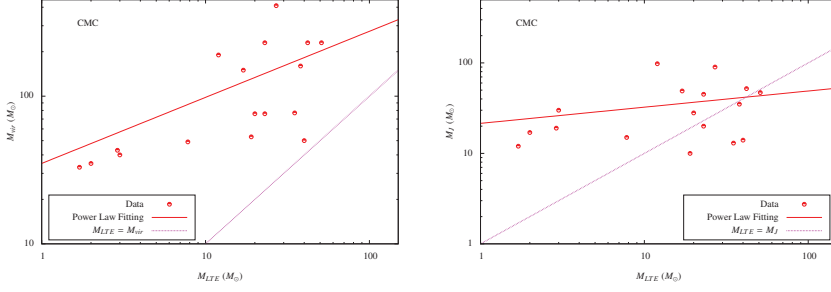 CMC
M_vir (M_⊙)
100
10
Data
Power Law Fitting
M_LTE = M_vir
1 10 100
M_LTE (M_⊙)
CMC
M_J (M_⊙)
100
10
1
Data
Power Law Fitting
M_LTE = M_J
1 10 100
M_LTE (M_⊙)